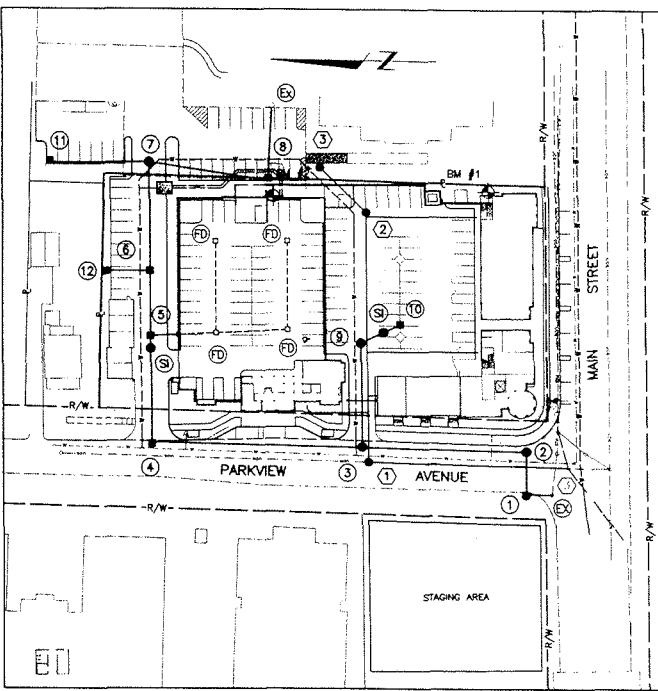 Z
Ex
11
7
8
3
R/W
BM #1
R/W
FD
FD
2
6
12
STREET
5
SI
10
SI
9
FD
FD
MAIN
R/W
4
PARKVIEW
3
1
AVENUE
2
1
EX
R/W
R/W
STAGING AREA
R/W